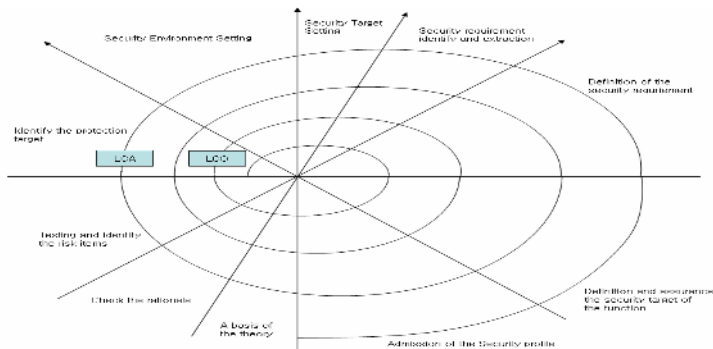 Security Environment Setting
Security Target
Setting
Security requirement
identify and extraction
Definition of the
security requirement
Identify the protection
target
LCA
LCO
Testing and Identify
the risk items
Check the rationale
A basis of
the theory
Definition and assurance
the security target of
the function
Admission of the Security profile